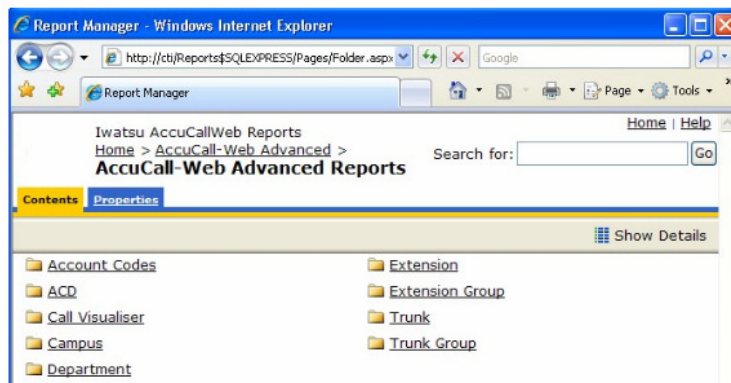 Report Manager - Windows Internet Explorer
http://cti/Reports$SQLEXPRESS/Pages/Folder.aspx
Google
Report Manager
Page
Tools
»
Home | Help
Iwatsu AccuCallWeb Reports
Home > AccuCall-Web Advanced >
Search for:
Go
AccuCall-Web Advanced Reports
Contents
Properties
Show Details
Account Codes
ACD
Call Visualiser
Campus
Department
Extension
Extension Group
Trunk
Trunk Group